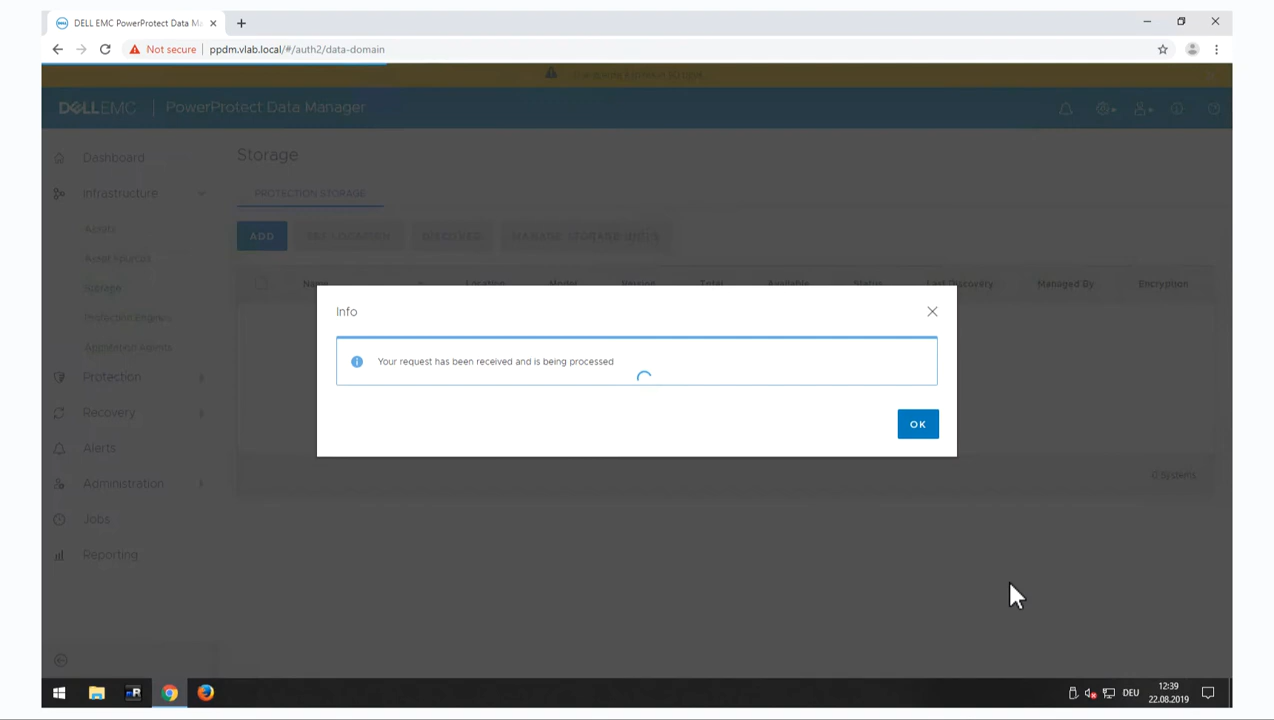 DELL EMC PowerProtect Data Ma
Not secure
ppdm.vlab.local/#/auth2/data-domain
DELLEMC
PowerProtect Data Manager
Dashboard
Infrastructure
Assets
Asset Sources
Storage
Protection Engines
Application Agents
Protection
Recovery
Alerts
Administration
Jobs
Reporting
Storage
PROTECTION STORAGE
ADD
SET LOCATION
DISCOVER
MANAGE STORAGE UNITS
Name Location Model Version Total Available Status Last Discovery Managed By Encryption
Info
Your request has been received and is being processed
OK
0 Systems
DEU
12:39
22.08.2019